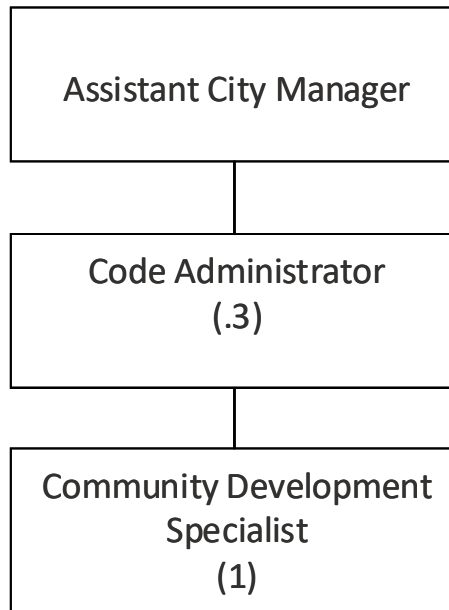 Assistant City Manager
Code Administrator
(.3)
Community Development
Specialist
(1)